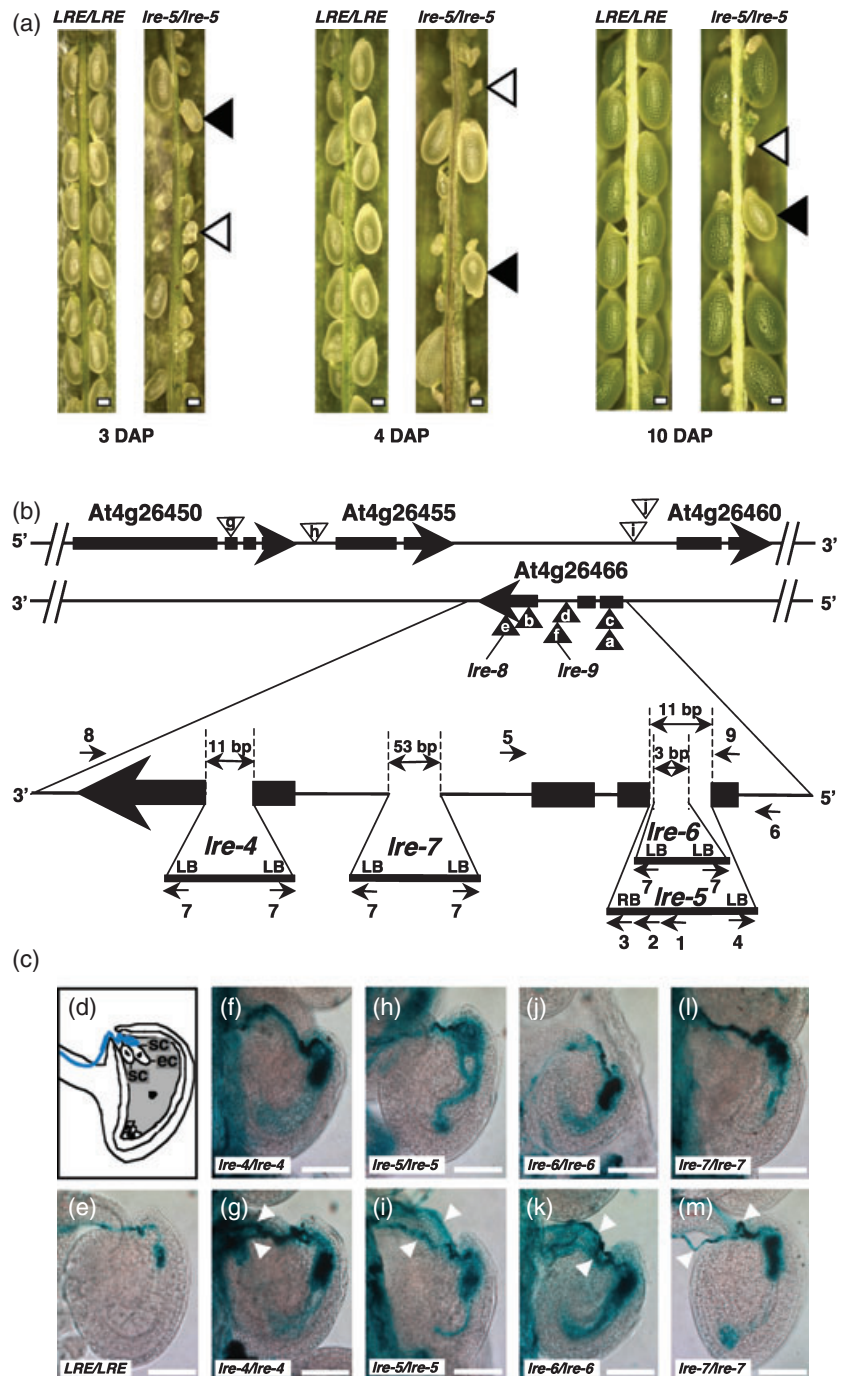 (a)
LRE/LRE lre-5/lre-5 LRE/LRE lre-5/lre-5 LRE/LRE lre-5/lre-5
3 DAP 4 DAP 10 DAP
(b)
At4g26450 At4g26455 At4g26460
g h i j
5’ 3’
At4g26466
3’ 5’
e b d f c a
lre-8 lre-9
8 11 bp 53 bp 5 11 bp 9
3 bp
3’ 5’
6
lre-4 lre-7 lre-6
LB LB LB LB LB LB
7 7 7 7 7 7
lre-5
RB LB
3 2 1 4
(c)
(d) (f) (h) (j) (l)
sc
ec
sc
lre-4/lre-4 lre-5/lre-5 lre-6/lre-6 lre-7/lre-7
(e) (g) (i) (k) (m)
LRE/LRE lre-4/lre-4 lre-5/lre-5 lre-6/lre-6 lre-7/lre-7